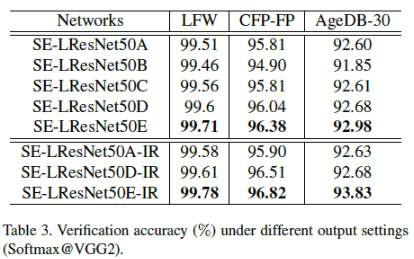 Networks LFW CFP-FP AgeDB-30
SE-LResNet50A 99.51 95.81 92.60
SE-LResNet50B 99.46 94.90 91.85
SE-LResNet50C 99.56 95.81 92.61
SE-LResNet50D 99.6 96.04 92.68
SE-LResNet50E 99.71 96.38 92.98
SE-LResNet50A-IR 99.58 95.90 92.63
SE-LResNet50D-IR 99.61 96.51 92.68
SE-LResNet50E-IR 99.78 96.82 93.83
Table 3. Verification accuracy (%) under different output settings
(Softmax@VGG2).